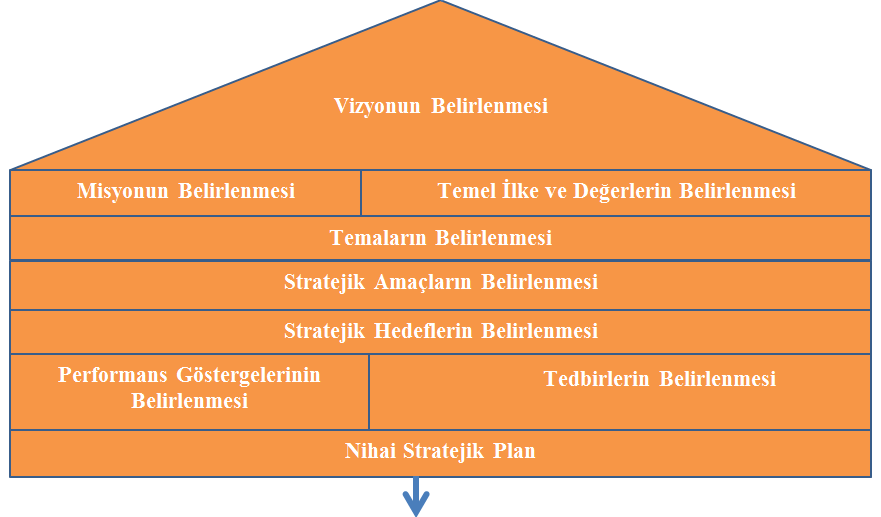 Vizyonun Belirlenmesi
Misyonun Belirlenmesi
Temel İlke ve Değerlerin Belirlenmesi
Temaların Belirlenmesi
Stratejik Amaçların Belirlenmesi
Stratejik Hedeflerin Belirlenmesi
Performans Göstergelerinin
Belirlenmesi
Tedbirlerin Belirlenmesi
Nihai Stratejik Plan